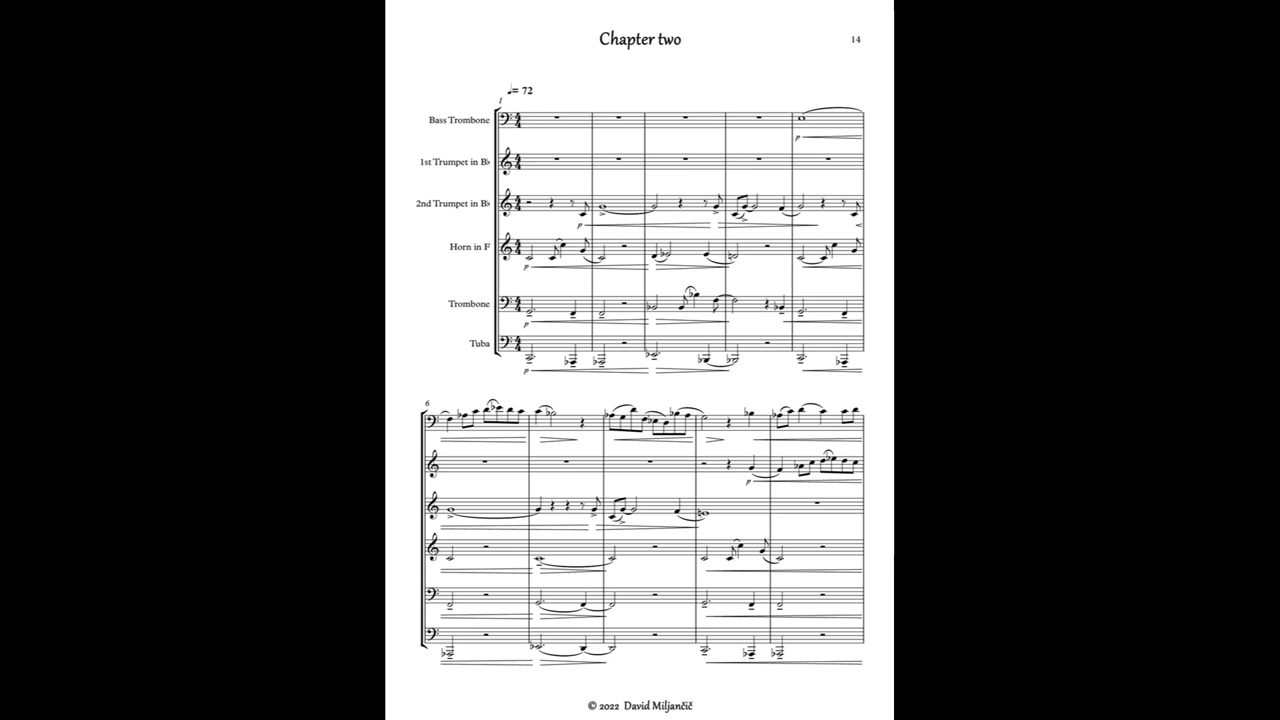 Chapter two
14
♩= 72
1
Bass Trombone
p
1st Trumpet in B♭
2nd Trumpet in B♭
p
Horn in F
p
Trombone
p
Tuba
p
6
p
© 2022 David Miljančič